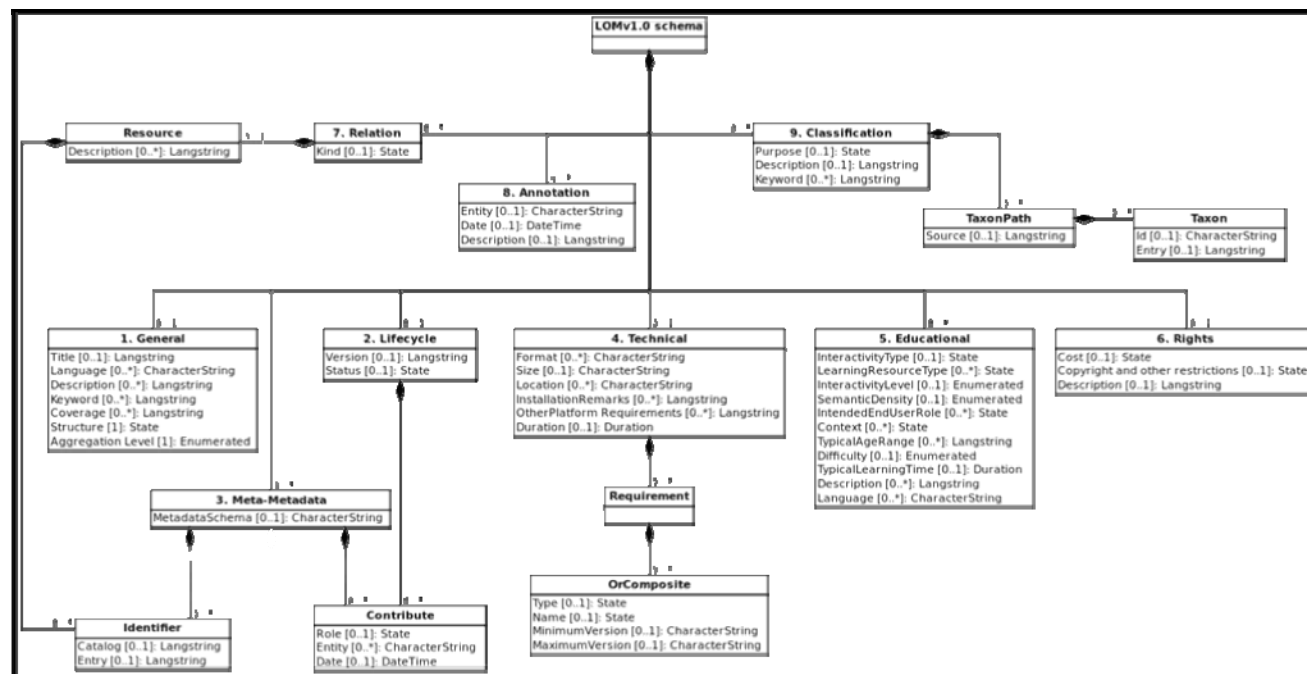 LOMv1.0 schema
Resource
Description [0..*]: Langstring
7. Relation
Kind [0..1]: State
9. Classification
Purpose [0..1]: State
Description [0..1]: Langstring
Keyword [0..*]: Langstring
8. Annotation
Entity [0..1]: CharacterString
Date [0..1]: DateTime
Description [0..1]: Langstring
TaxonPath
Source [0..1]: Langstring
Taxon
Id [0..1]: CharacterString
Entry [0..1]: Langstring
1. General
Title [0..1]: Langstring
Language [0..*]: CharacterString
Description [0..*]: Langstring
Keyword [0..*]: Langstring
Coverage [0..*]: Langstring
Structure [1]: State
Aggregation Level [1]: Enumerated
2. Lifecycle
Version [0..1]: Langstring
Status [0..1]: State
4. Technical
Format [0..*]: CharacterString
Size [0..1]: CharacterString
Location [0..*]: CharacterString
InstallationRemarks [0..*]: Langstring
OtherPlatform Requirements [0..*]: Langstring
Duration [0..1]: Duration
5. Educational
InteractivityType [0..1]: State
LearningResourceType [0..*]: State
InteractivityLevel [0..1]: Enumerated
SemanticDensity [0..1]: Enumerated
IntendedEndUserRole [0..*]: State
Context [0..*]: State
TypicalAgeRange [0..*]: Langstring
Difficulty [0..1]: Enumerated
TypicalLearningTime [0..1]: Duration
Description [0..*]: Langstring
Language [0..*]: CharacterString
6. Rights
Cost [0..1]: State
Copyright and other restrictions [0..1]: State
Description [0..1]: Langstring
3. Meta-Metadata
MetadataSchema [0..1]: CharacterString
Requirement
OrComposite
Type [0..1]: State
Name [0..1]: State
MinimumVersion [0..1]: CharacterString
MaximumVersion [0..1]: CharacterString
Identifier
Catalog [0..1]: Langstring
Entry [0..1]: Langstring
Contribute
Role [0..1]: State
Entity [0..*]: CharacterString
Date [0..1]: DateTime